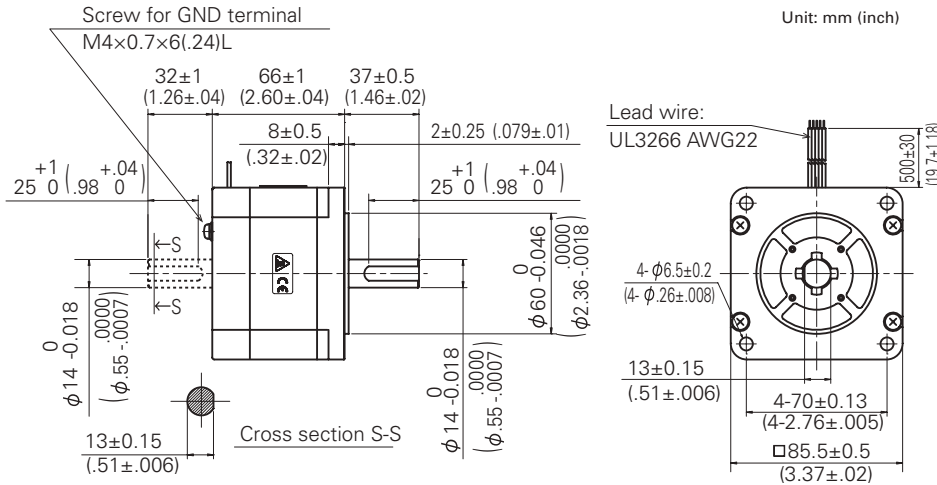 Screw for GND terminal
M4×0.7×6(.24)L
Unit: mm (inch)
32±1
(1.26±.04)
66±1
(2.60±.04)
37±0.5
(1.46±.02)
8±0.5
(.32±.02)
2±0.25 (.079±.01)
25 +1 0 (.98 +.04 0)
25 +1 0 (.98 +.04 0)
←S
←S
CE
φ14 0 -0.018
(φ.55 .0000 -.0007)
φ60 0 -0.046
(φ2.36 .0000 -.0018)
φ14 0 -0.018
(φ.55 .0000 -.0007)
13±0.15
(.51±.006)
Cross section S-S
Lead wire:
UL3266 AWG22
500±30
(19.7±1.18)
4-φ6.5±0.2
(4-φ.26±.008)
13±0.15
(.51±.006)
4-70±0.13
(4-2.76±.005)
□85.5±0.5
(3.37±.02)